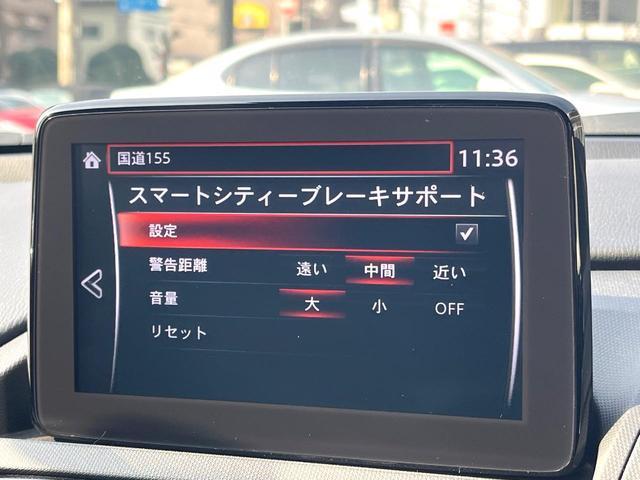 国道155 11:36
スマートシティーブレーキサポート
設定
警告距離 遠い 中間 近い
音量 大 小 OFF
リセット